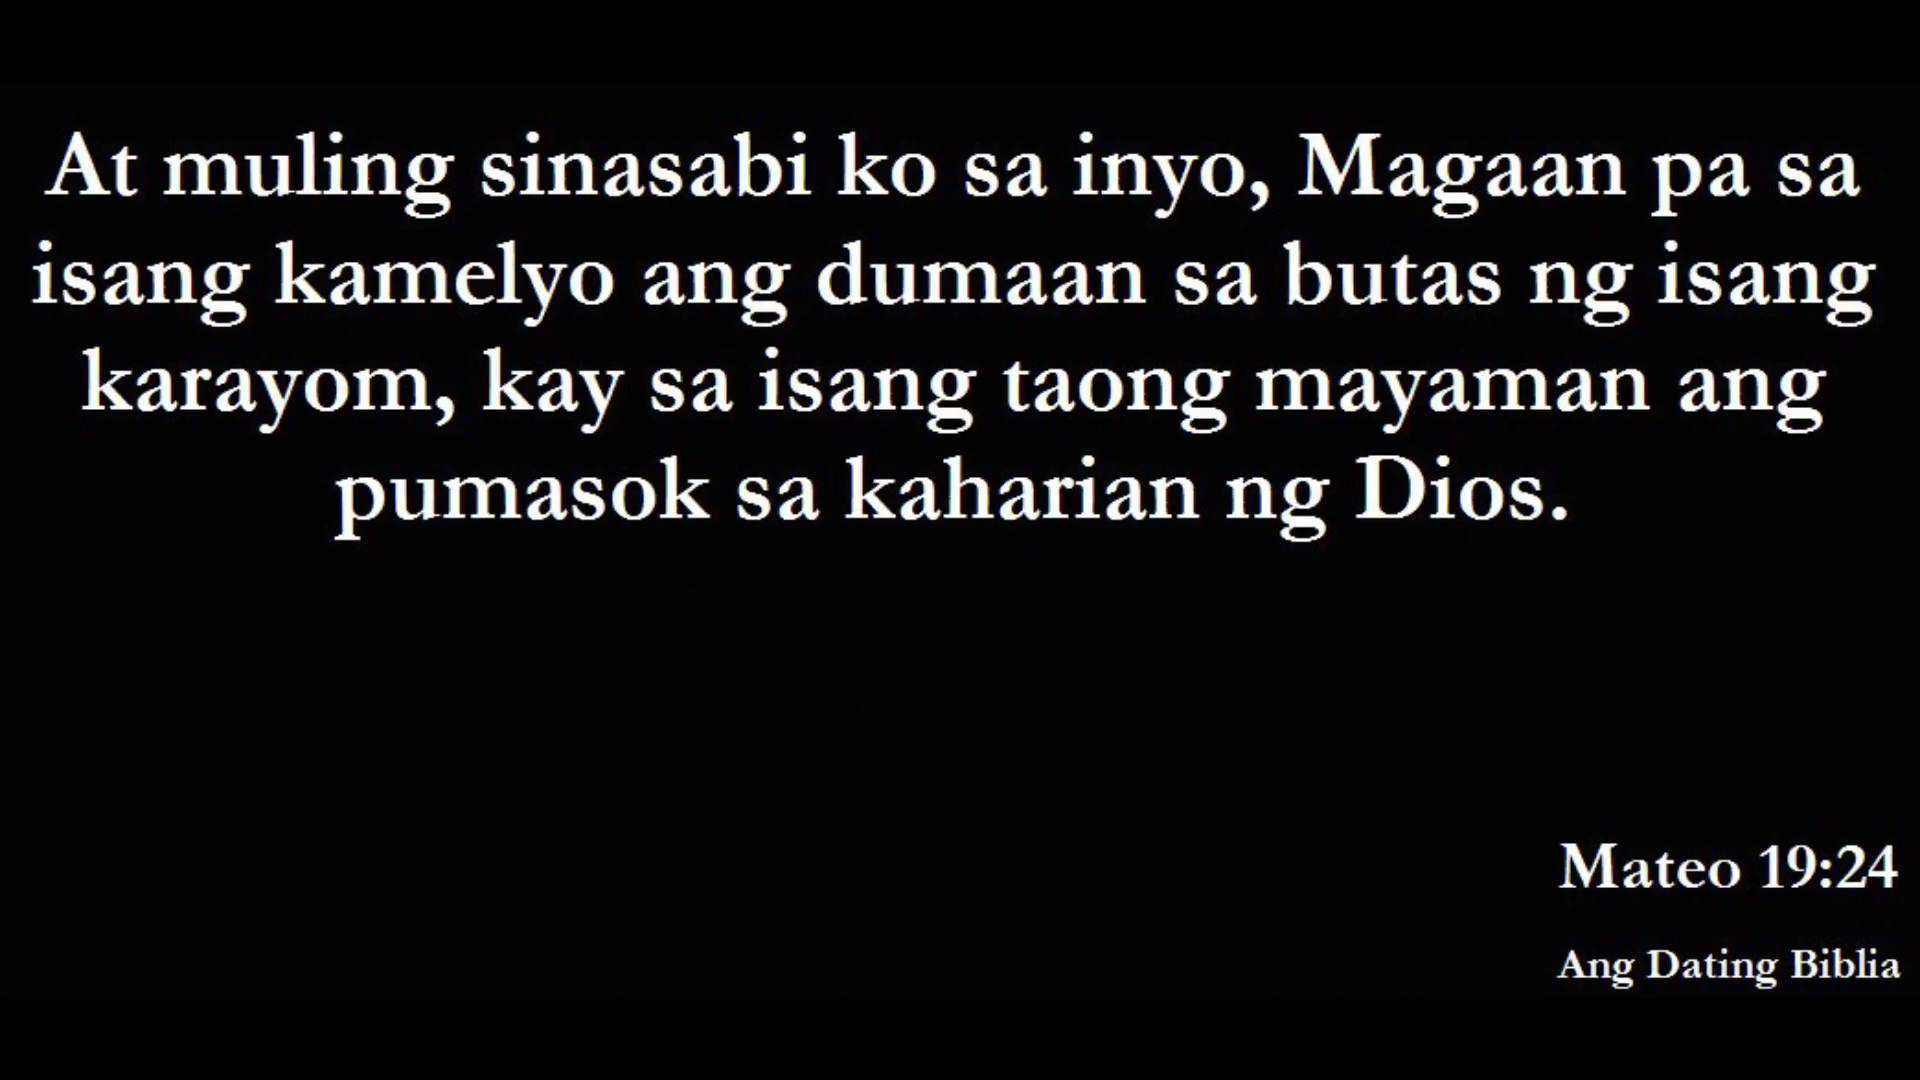 At muling sinasabi ko sa inyo, Magaan pa sa
isang kamelyo ang dumaan sa butas ng isang
karayom, kay sa isang taong mayaman ang
pumasok sa kaharian ng Dios.
Mateo 19:24
Ang Dating Biblia